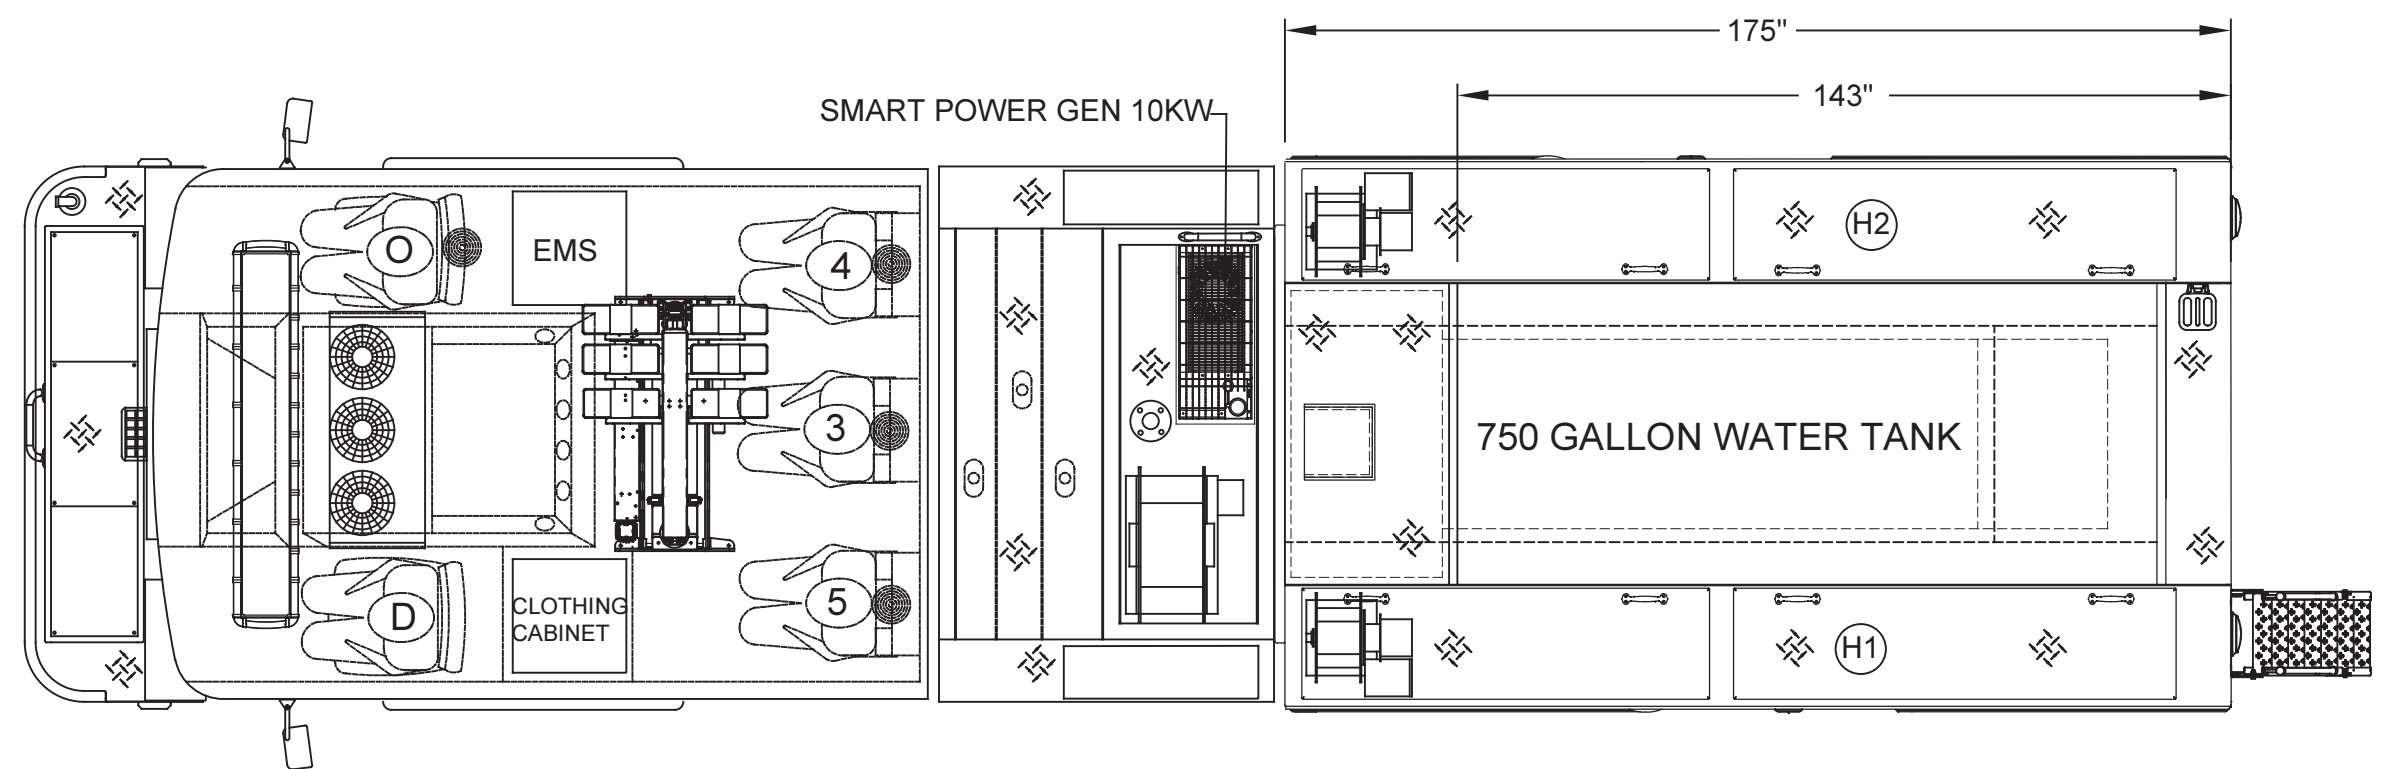 175"
143"
SMART POWER GEN 10KW
H2
O
EMS
4
3
750 GALLON WATER TANK
D
CLOTHING
CABINET
5
H1